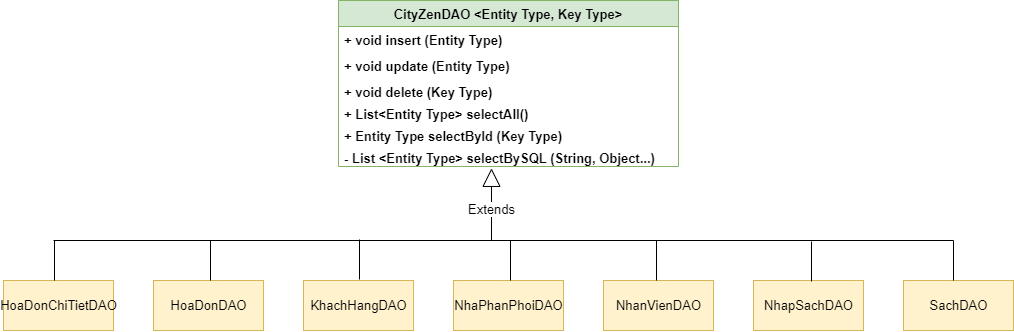 CityZenDAO <Entity Type, Key Type>
+ void insert (Entity Type)
+ void update (Entity Type)
+ void delete (Key Type)
+ List<Entity Type> selectAll()
+ Entity Type selectById (Key Type)
- List <Entity Type> selectBySQL (String, Object...)
Extends
HoaDonChiTietDAO
HoaDonDAO
KhachHangDAO
NhaPhanPhoiDAO
NhanVienDAO
NhapSachDAO
SachDAO